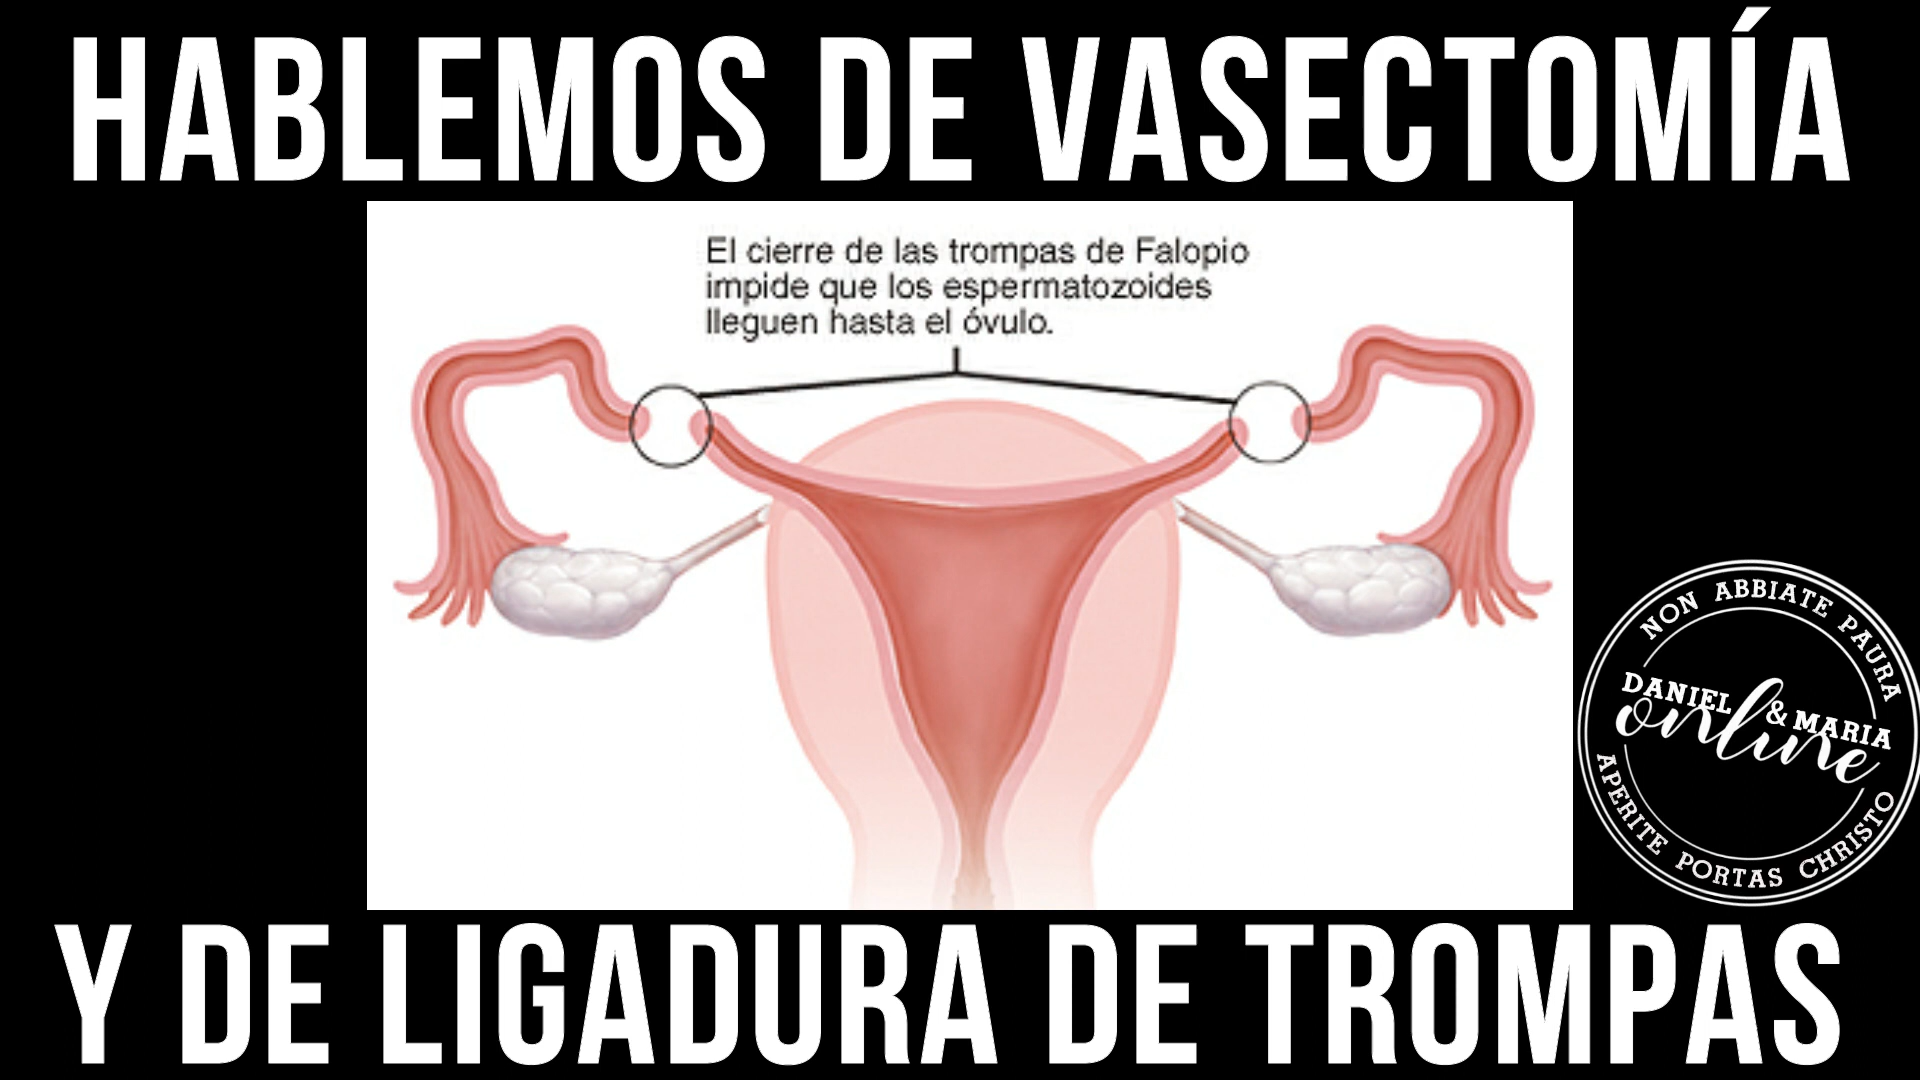 HABLEMOS DE VASECTOMÍA
El cierre de las trompas de Falopio
impide que los espermatozoides
lleguen hasta el óvulo.
NON ABBIATE PAURA
DANIEL & MARIA
online
APERITE PORTAS CHRISTO
Y DE LIGADURA DE TROMPAS